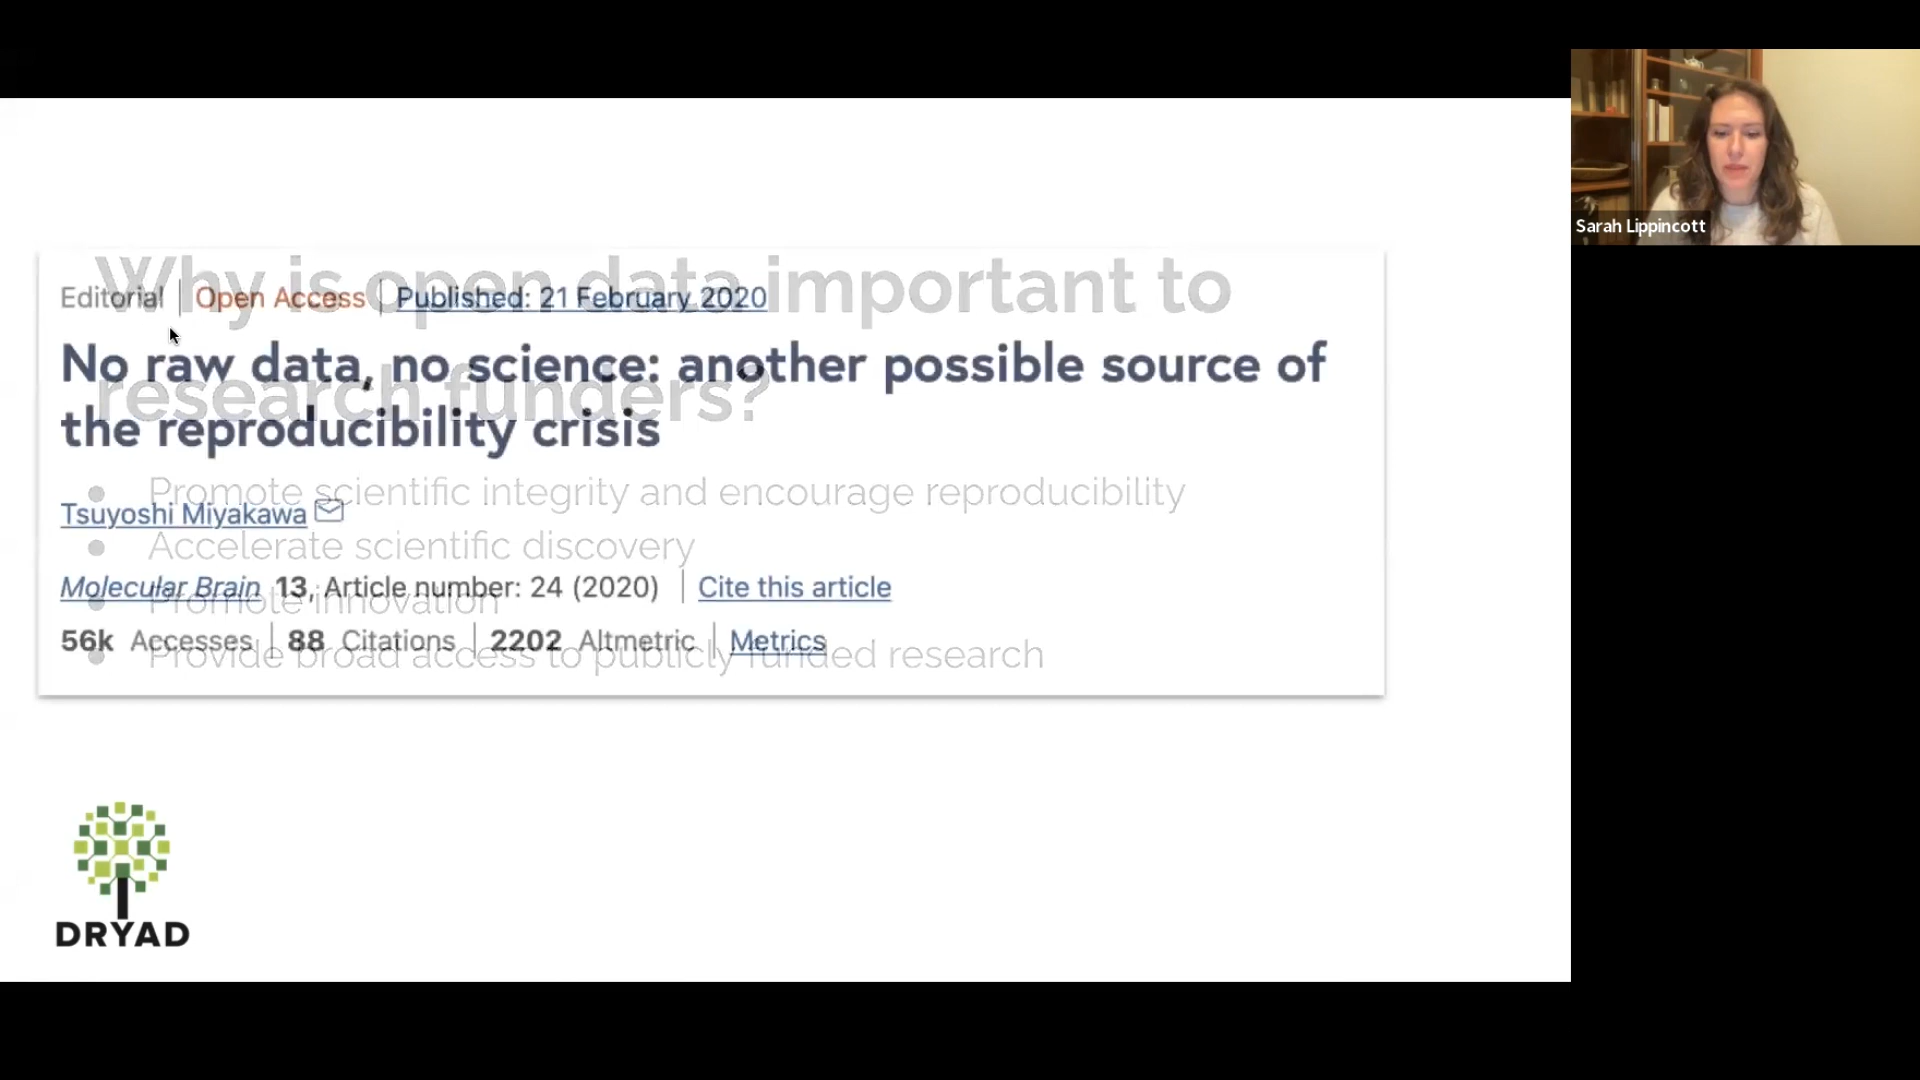 Sarah Lippincott
Why is open data important to
research funders?
Promote scientific integrity and encourage reproducibility
Accelerate scientific discovery
Promote innovation
Provide broad access to publicly funded research
Editorial Open Access Published: 21 February 2020
No raw data, no science: another possible source of
the reproducibility crisis
Tsuyoshi Miyakawa
Molecular Brain 13, Article number: 24 (2020) Cite this article
56k Accesses 88 Citations 2202 Altmetric Metrics
DRYAD